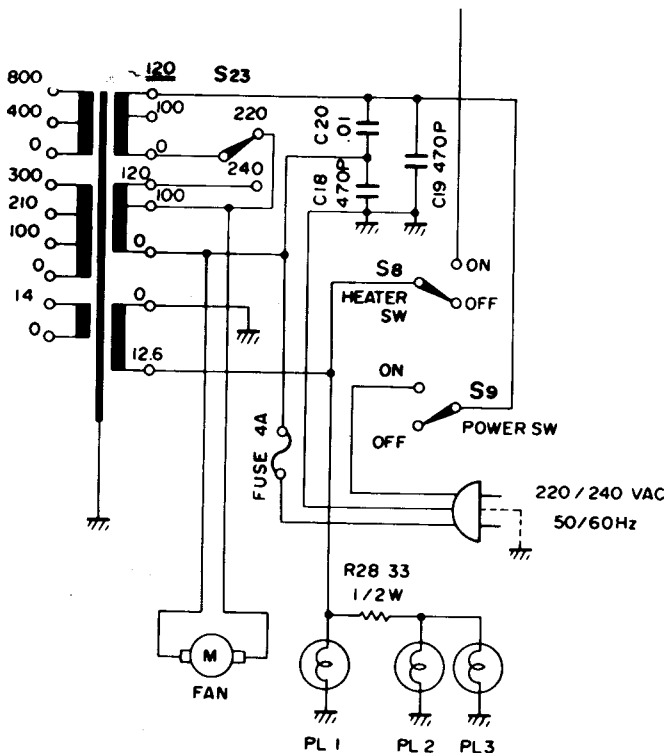 800
~ 120
S23
400
100
0
0
220
C20
.01
C18
470P
C19 470P
300
120
240
210
100
100
0
0
14
0
0
12.6
S8
HEATER
SW
ON
OFF
ON
S9
OFF
POWER SW
FUSE 4A
220/240 VAC
50/60Hz
R28 33
1/2W
M
FAN
PL 1
PL 2
PL3